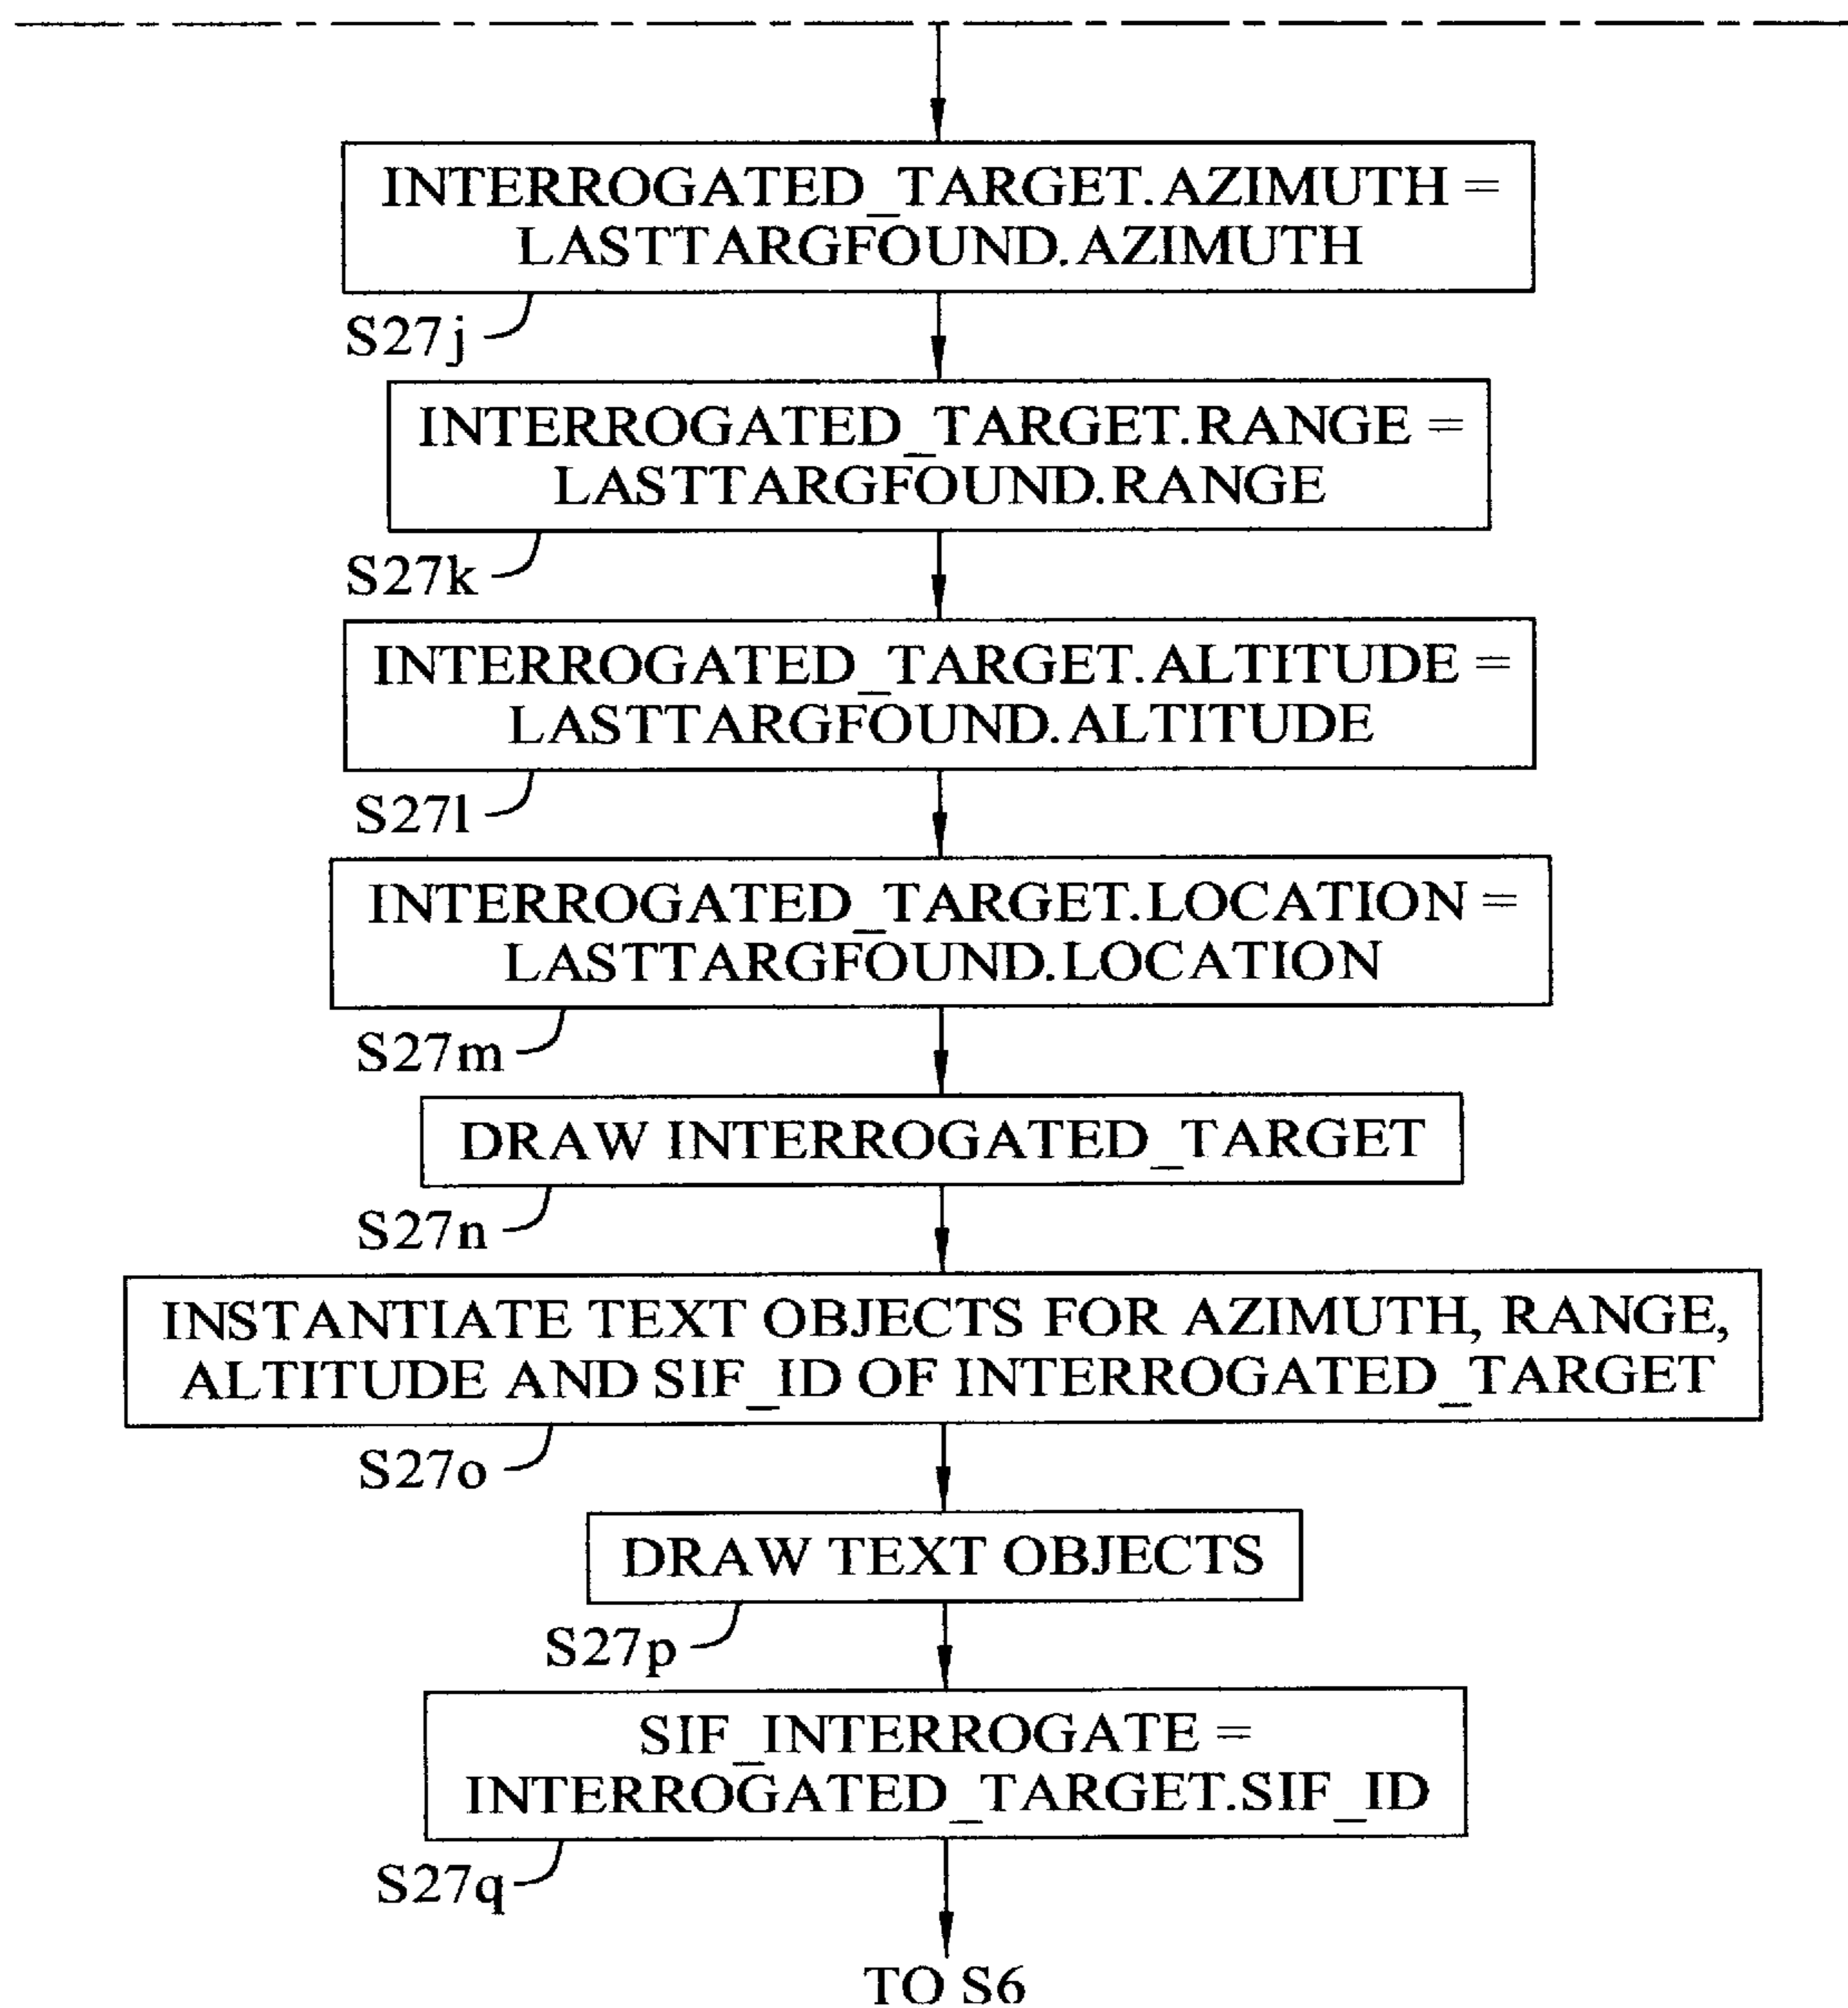 INTERROGATED_TARGET.AZIMUTH =
LASTTARGFOUND.AZIMUTH
S27j
INTERROGATED_TARGET.RANGE =
LASTTARGFOUND.RANGE
S27k
INTERROGATED_TARGET.ALTITUDE =
LASTTARGFOUND.ALTITUDE
S27l
INTERROGATED_TARGET.LOCATION =
LASTTARGFOUND.LOCATION
S27m
DRAW INTERROGATED_TARGET
S27n
INSTANTIATE TEXT OBJECTS FOR AZIMUTH, RANGE,
ALTITUDE AND SIF_ID OF INTERROGATED_TARGET
S27o
DRAW TEXT OBJECTS
S27p
SIF_INTERROGATE =
INTERROGATED_TARGET.SIF_ID
S27q
TO S6